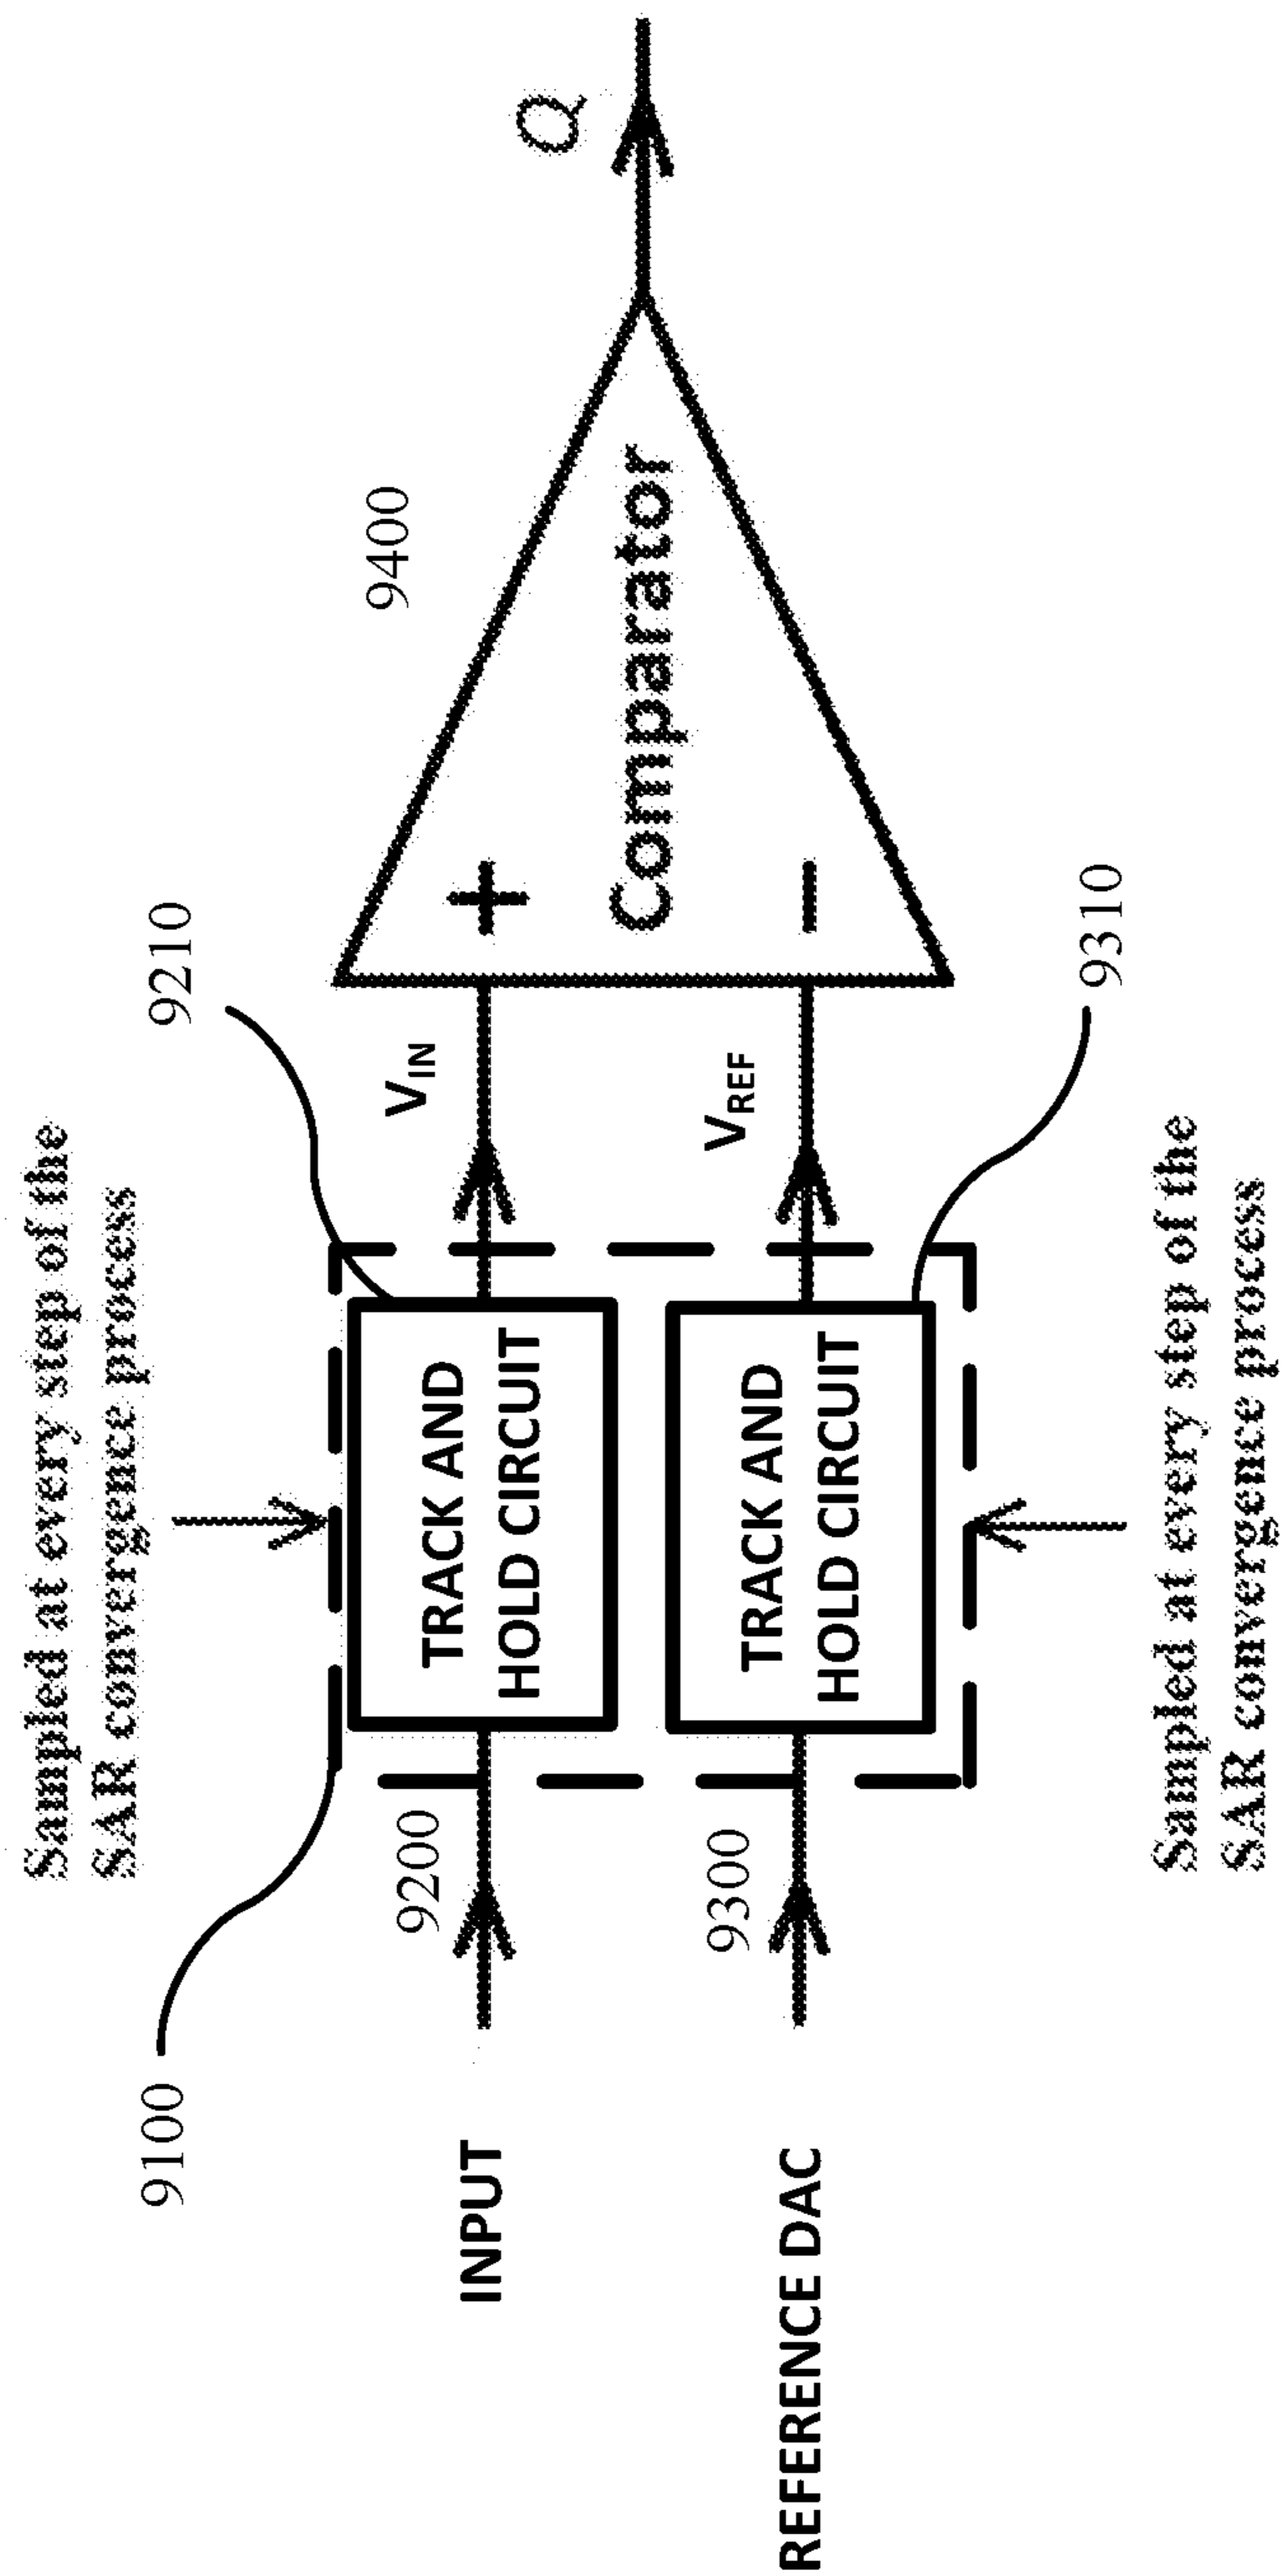 Sampled at every step of the
SAR convergence process
9100
9210
9400
INPUT
9200
TRACK AND
HOLD CIRCUIT
V_IN
+
Comparator
Q
REFERENCE DAC
9300
TRACK AND
HOLD CIRCUIT
V_REF
−
9310
Sampled at every step of the
SAR convergence process